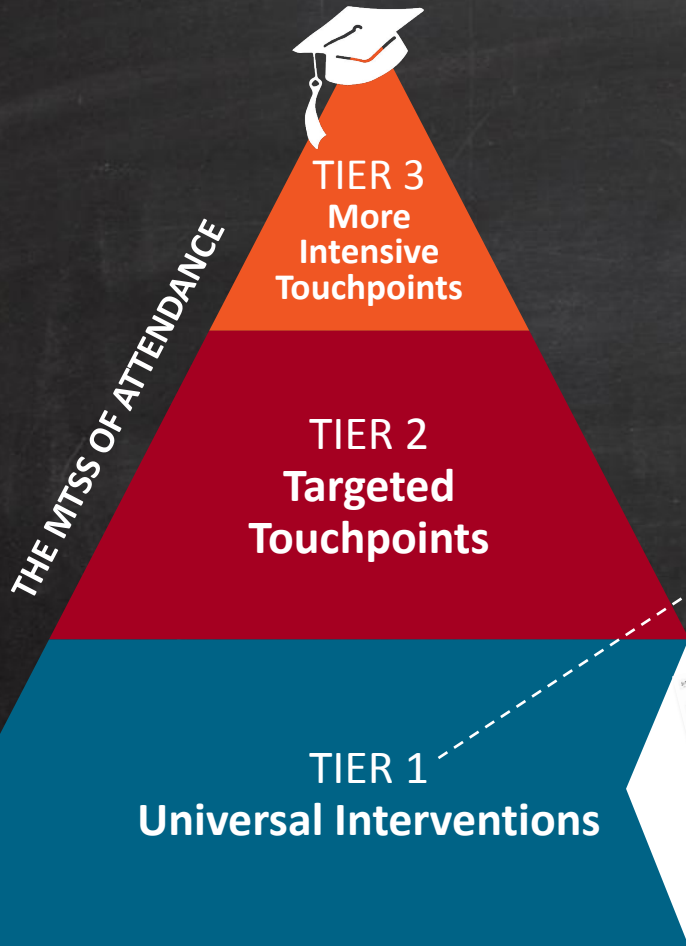 TIER 3
More
Intensive
Touchpoints
THE MTSS OF ATTENDANCE
TIER 2
Targeted
Touchpoints
TIER 1
Universal Interventions